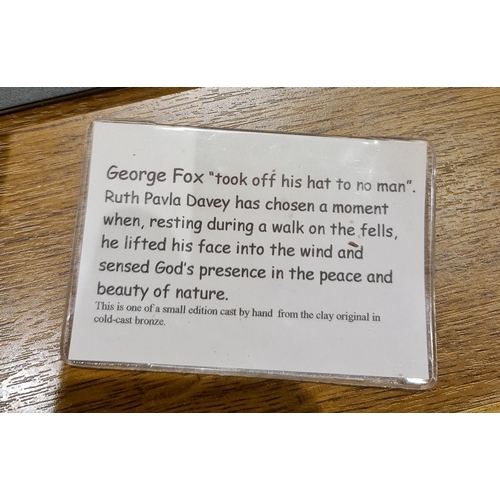 George Fox "took off his hat to no man".
Ruth Pavla Davey has chosen a moment
when, resting during a walk on the fells,
he lifted his face into the wind and
sensed God's presence in the peace and
beauty of nature.
This is one of a small edition cast by hand from the clay original in
cold-cast bronze.